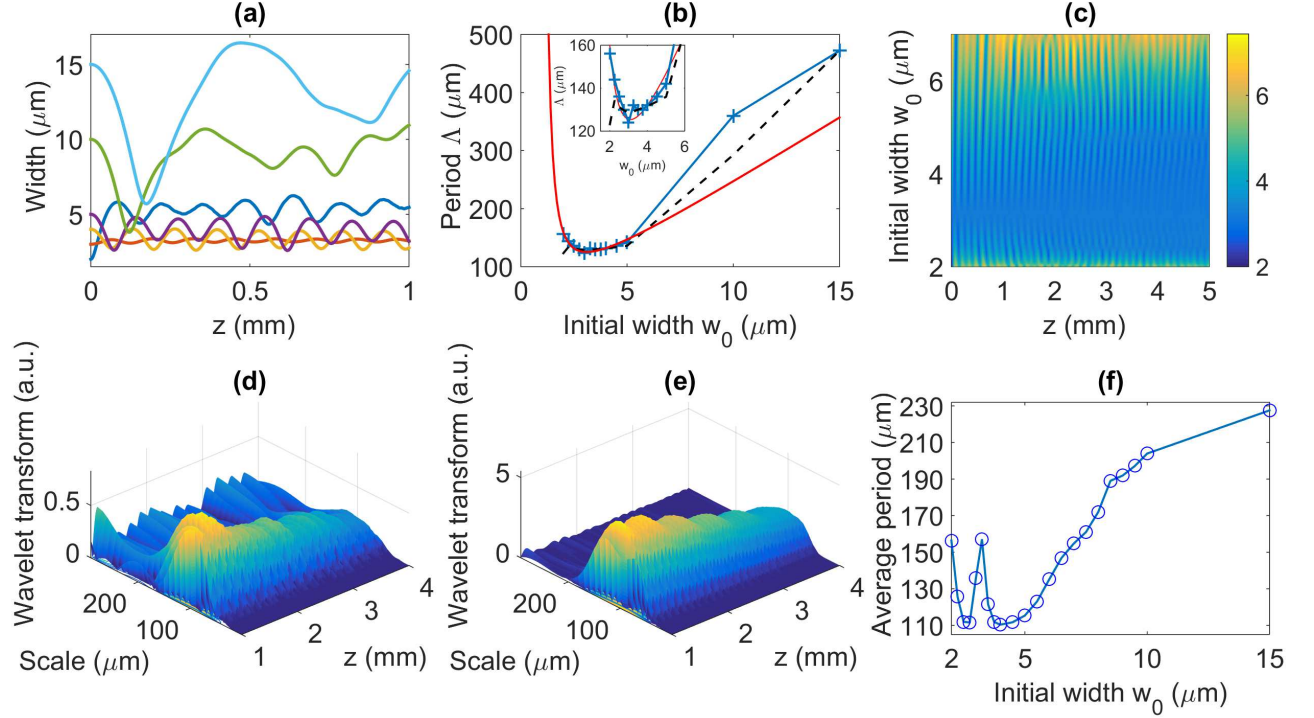 (a)
Width (μm)
15
10
5
0
0.5
1
z (mm)
(b)
Period Λ (μm)
500
400
300
200
100
0
5
10
15
Initial width w0 (μm)
Λ (μm)
160
140
120
2
4
6
w0 (μm)
(c)
Initial width w0 (μm)
6
4
2
0
1
2
3
4
5
z (mm)
6
4
2
(d)
Wavelet transform (a.u.)
0.5
0
200
100
Scale (μm)
1
2
3
4
z (mm)
(e)
Wavelet transform (a.u.)
5
0
200
100
Scale (μm)
1
2
3
4
z (mm)
(f)
Average period (μm)
230
210
190
170
150
130
110
2
5
10
15
Initial width w0 (μm)